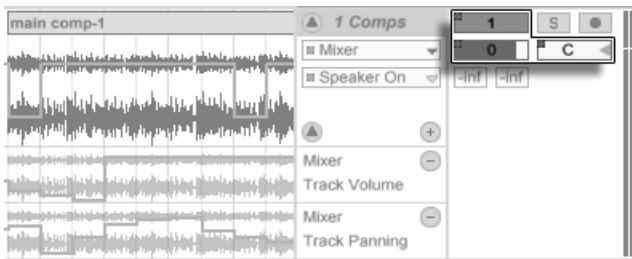 main comp-1
1 Comps
1 S
Mixer
0 C
Speaker On
-inf -inf
Mixer
Track Volume
Mixer
Track Panning